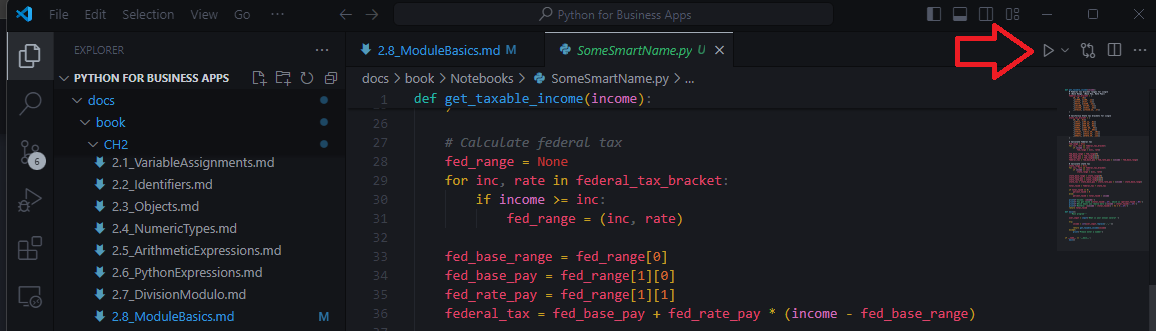 File Edit Selection View Go ... Python for Business Apps
EXPLORER ...
PYTHON FOR BUSINESS APPS
docs
book
CH2
2.1_VariableAssignments.md
2.2_Identifiers.md
2.3_Objects.md
2.4_NumericTypes.md
2.5_ArithmeticExpressions.md
2.6_PythonExpressions.md
2.7_DivisionModulo.md
2.8_ModuleBasics.md M
6
2.8_ModuleBasics.md M SomeSmartName.py U
docs > book > Notebooks > SomeSmartName.py > ...
1 def get_taxable_income(income):
26
27 # Calculate federal tax
28 fed_range = None
29 for inc, rate in federal_tax_bracket:
30 if income >= inc:
31 fed_range = (inc, rate)
32
33 fed_base_range = fed_range[0]
34 fed_base_pay = fed_range[1][0]
35 fed_rate_pay = fed_range[1][1]
36 federal_tax = fed_base_pay + fed_rate_pay * (income - fed_base_range)